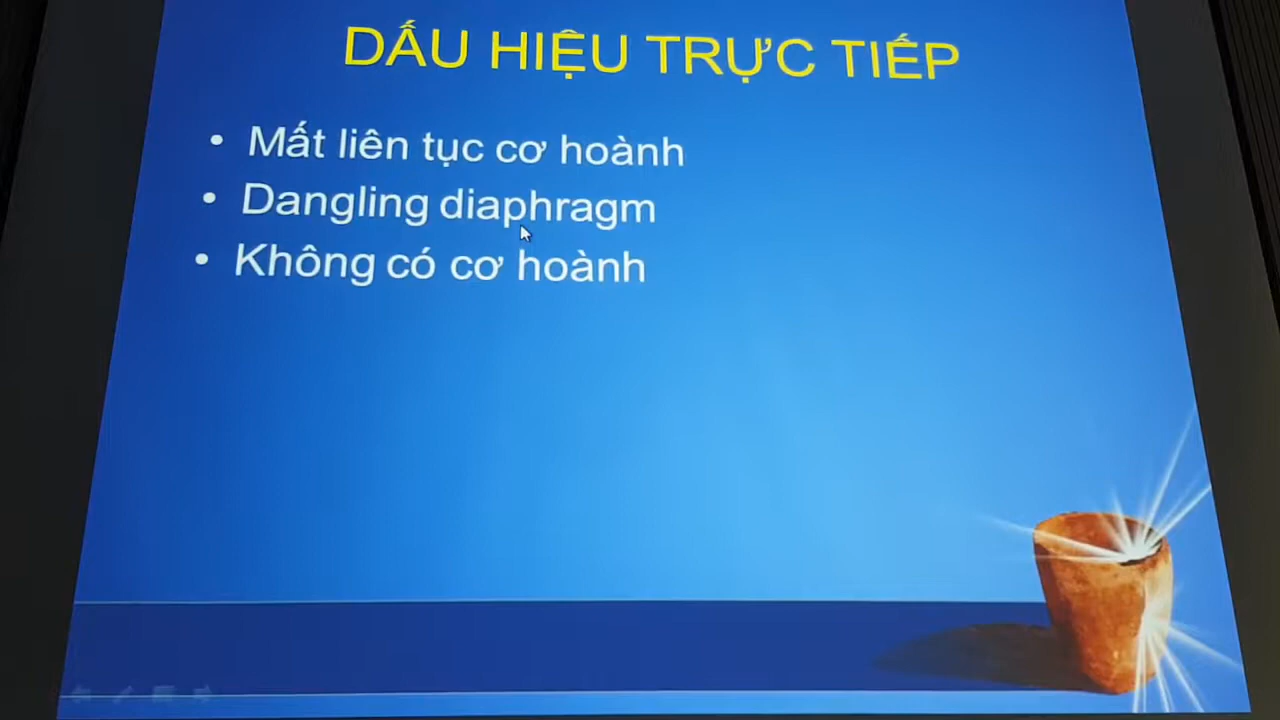 DẤU HIỆU TRỰC TIẾP
• Mất liên tục cơ hoành
• Dangling diaphragm
• Không có cơ hoành